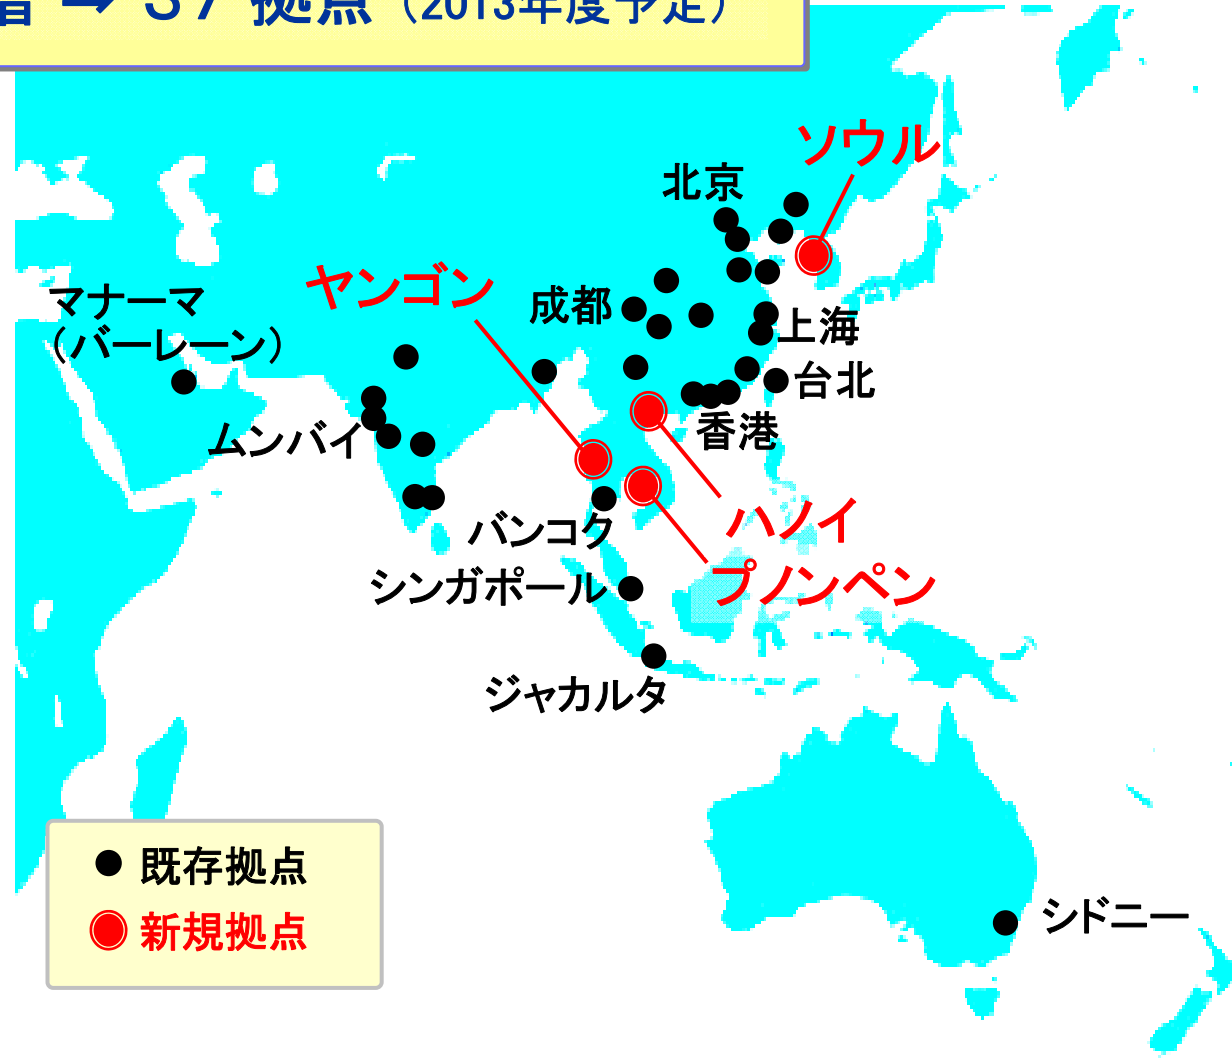 ➡ 37 拠点（2013年度予定）
ソウル
北京
ヤンゴン
成都
マナーマ
（バーレーン）
上海
台北
香港
ムンバイ
ハノイ
バンコク
プノンペン
シンガポール
ジャカルタ
既存拠点
新規拠点
シドニー